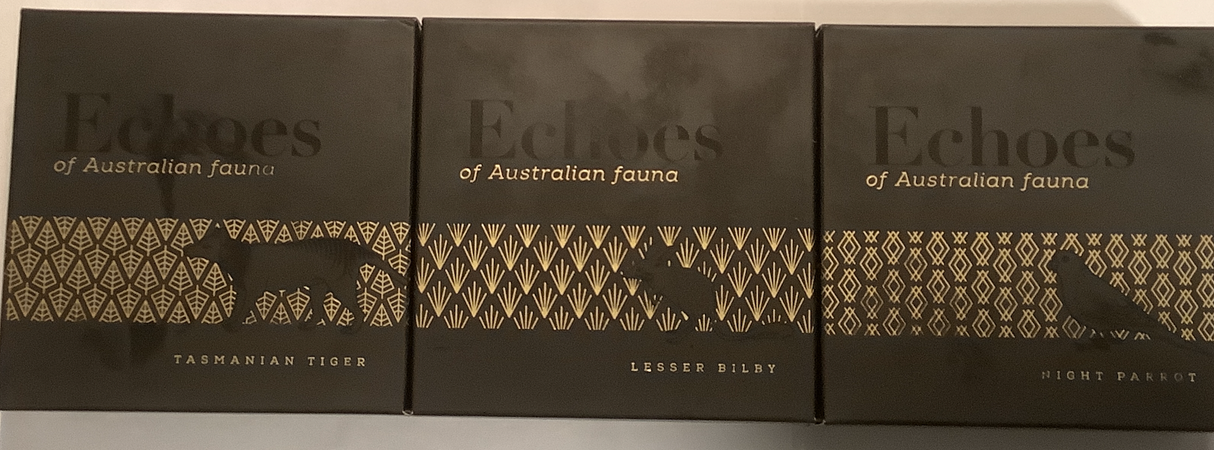 Echoes
of Australian fauna
TASMANIAN TIGER
Echoes
of Australian fauna
LESSER BILBY
Echoes
of Australian fauna
NIGHT PARROT